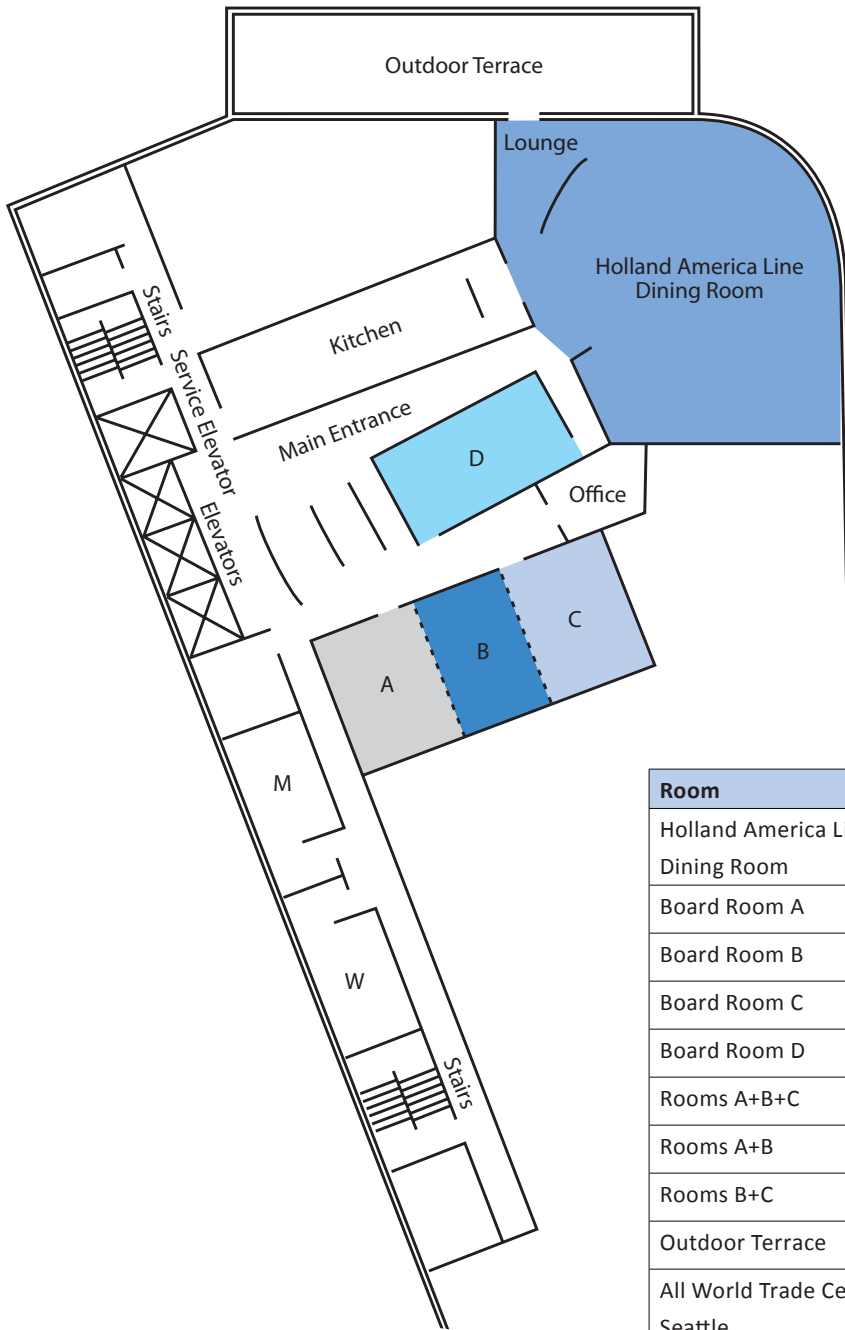 Outdoor Terrace
Lounge
Holland America Line
Dining Room
Stairs
Kitchen
Service Elevator
Main Entrance
D
Elevators
Office
C
B
A
M
W
Stairs
Room
Holland America Li
Dining Room
Board Room A
Board Room B
Board Room C
Board Room D
Rooms A+B+C
Rooms A+B
Rooms B+C
Outdoor Terrace
All World Trade Ce
Seattle